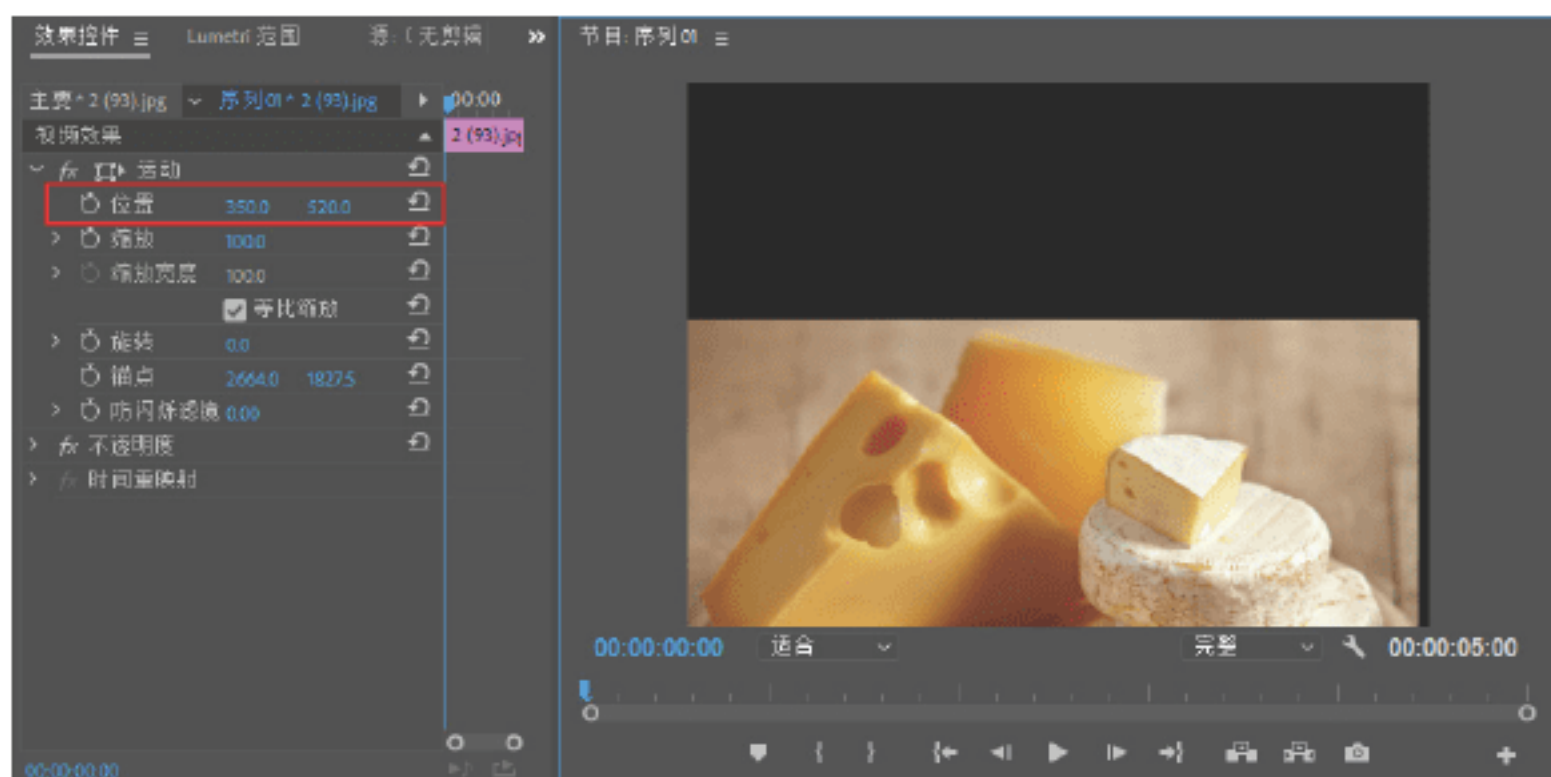 效果控件 ≡ Lumetri 范围 源:(无剪辑 »
主要*2 (93).jpg 序列01*2 (93).jpg 00:00
视频效果 2 (93).jp
fx 运动
位置 350.0 520.0
缩放 100.0
缩放宽度 100.0
等比缩放
旋转 0.0
锚点 2664.0 1827.5
防闪烁滤镜 0.00
fx 不透明度
fx 时间重映射
00:00:00:00
节目:序列01 ≡
00:00:00:00 适合 完整 00:00:05:00